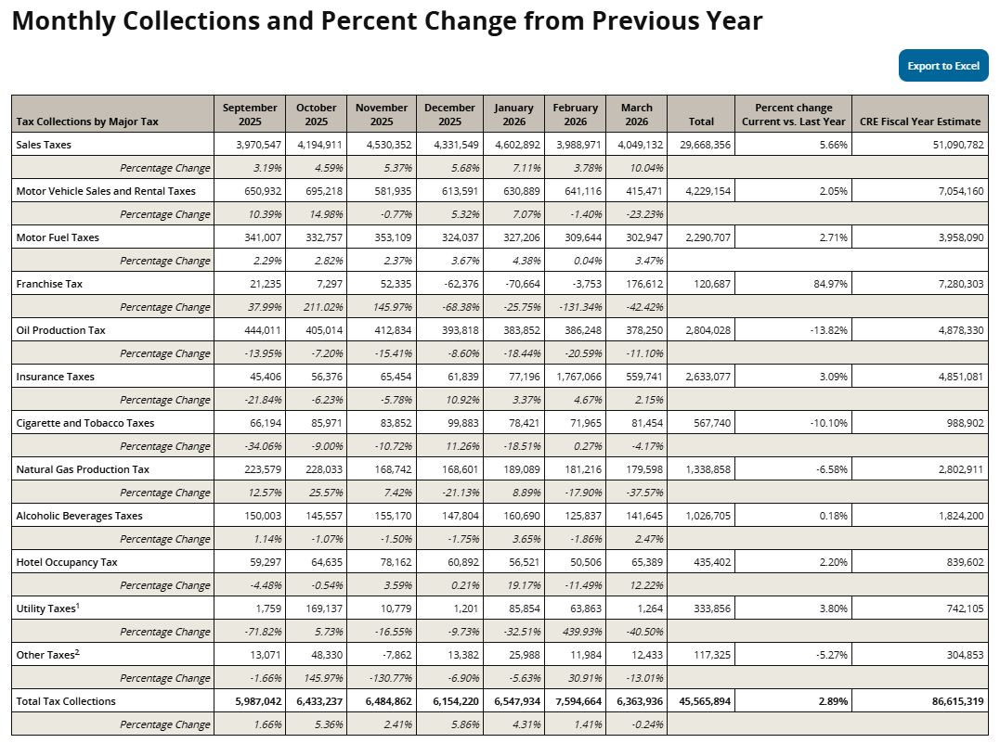 Monthly Collections and Percent Change from Previous Year
Export to Excel
Tax Collections by Major Tax September 2025 October 2025 November 2025 December 2025 January 2026 February 2026 March 2026 Total Percent change Current vs. Last Year CRE Fiscal Year Estimate
Sales Taxes 3,970,547 4,194,911 4,530,352 4,331,549 4,602,892 3,988,971 4,049,132 29,668,356 5.66% 51,090,782
Percentage Change 3.19% 4.59% 5.37% 5.68% 7.11% 3.78% 10.04%
Motor Vehicle Sales and Rental Taxes 650,932 695,218 581,935 613,591 630,889 641,116 415,471 4,229,154 2.05% 7,054,160
Percentage Change 10.39% 14.98% -0.77% 5.32% 7.07% -1.40% -23.23%
Motor Fuel Taxes 341,007 332,757 353,109 324,037 327,206 309,644 302,947 2,290,707 2.71% 3,958,090
Percentage Change 2.29% 2.82% 2.37% 3.67% 4.38% 0.04% 3.47%
Franchise Tax 21,235 7,297 52,335 -62,376 -70,664 -3,753 176,612 120,687 84.97% 7,280,303
Percentage Change 37.99% 211.02% 145.97% -68.38% -25.75% -131.34% -42.42%
Oil Production Tax 444,011 405,014 412,834 393,818 383,852 386,248 378,250 2,804,028 -13.82% 4,878,330
Percentage Change -13.95% -7.20% -15.41% -8.60% -18.44% -20.59% -11.10%
Insurance Taxes 45,406 56,376 65,454 61,839 77,196 1,767,066 559,741 2,633,077 3.09% 4,851,081
Percentage Change -21.84% -6.23% -5.78% 10.92% 3.37% 4.67% 2.15%
Cigarette and Tobacco Taxes 66,194 85,971 83,852 99,883 78,421 71,965 81,454 567,740 -10.10% 988,902
Percentage Change -34.06% -9.00% -10.72% 11.26% -18.51% 0.27% -4.17%
Natural Gas Production Tax 223,579 228,033 168,742 168,601 189,089 181,216 179,598 1,338,858 -6.58% 2,802,911
Percentage Change 12.57% 25.57% 7.42% -21.13% 8.89% -17.90% -37.57%
Alcoholic Beverages Taxes 150,003 145,557 155,170 147,804 160,690 125,837 141,645 1,026,705 0.18% 1,824,200
Percentage Change 1.14% -1.07% -1.50% -1.75% 3.65% -1.86% 2.47%
Hotel Occupancy Tax 59,297 64,635 78,162 60,892 56,521 50,506 65,389 435,402 2.20% 839,602
Percentage Change -4.48% -0.54% 3.59% 0.21% 19.17% -11.49% 12.22%
Utility Taxes¹ 1,759 169,137 10,779 1,201 85,854 63,863 1,264 333,856 3.80% 742,105
Percentage Change -71.82% 5.73% -16.55% -9.73% -32.51% 439.93% -40.50%
Other Taxes² 13,071 48,330 -7,862 13,382 25,988 11,984 12,433 117,325 -5.27% 304,853
Percentage Change -1.66% 145.97% -130.77% -6.90% -5.63% 30.91% -13.01%
Total Tax Collections 5,987,042 6,433,237 6,484,862 6,154,220 6,547,934 7,594,664 6,363,936 45,565,894 2.89% 86,615,319
Percentage Change 1.66% 5.36% 2.41% 5.86% 4.31% 1.41% -0.24%